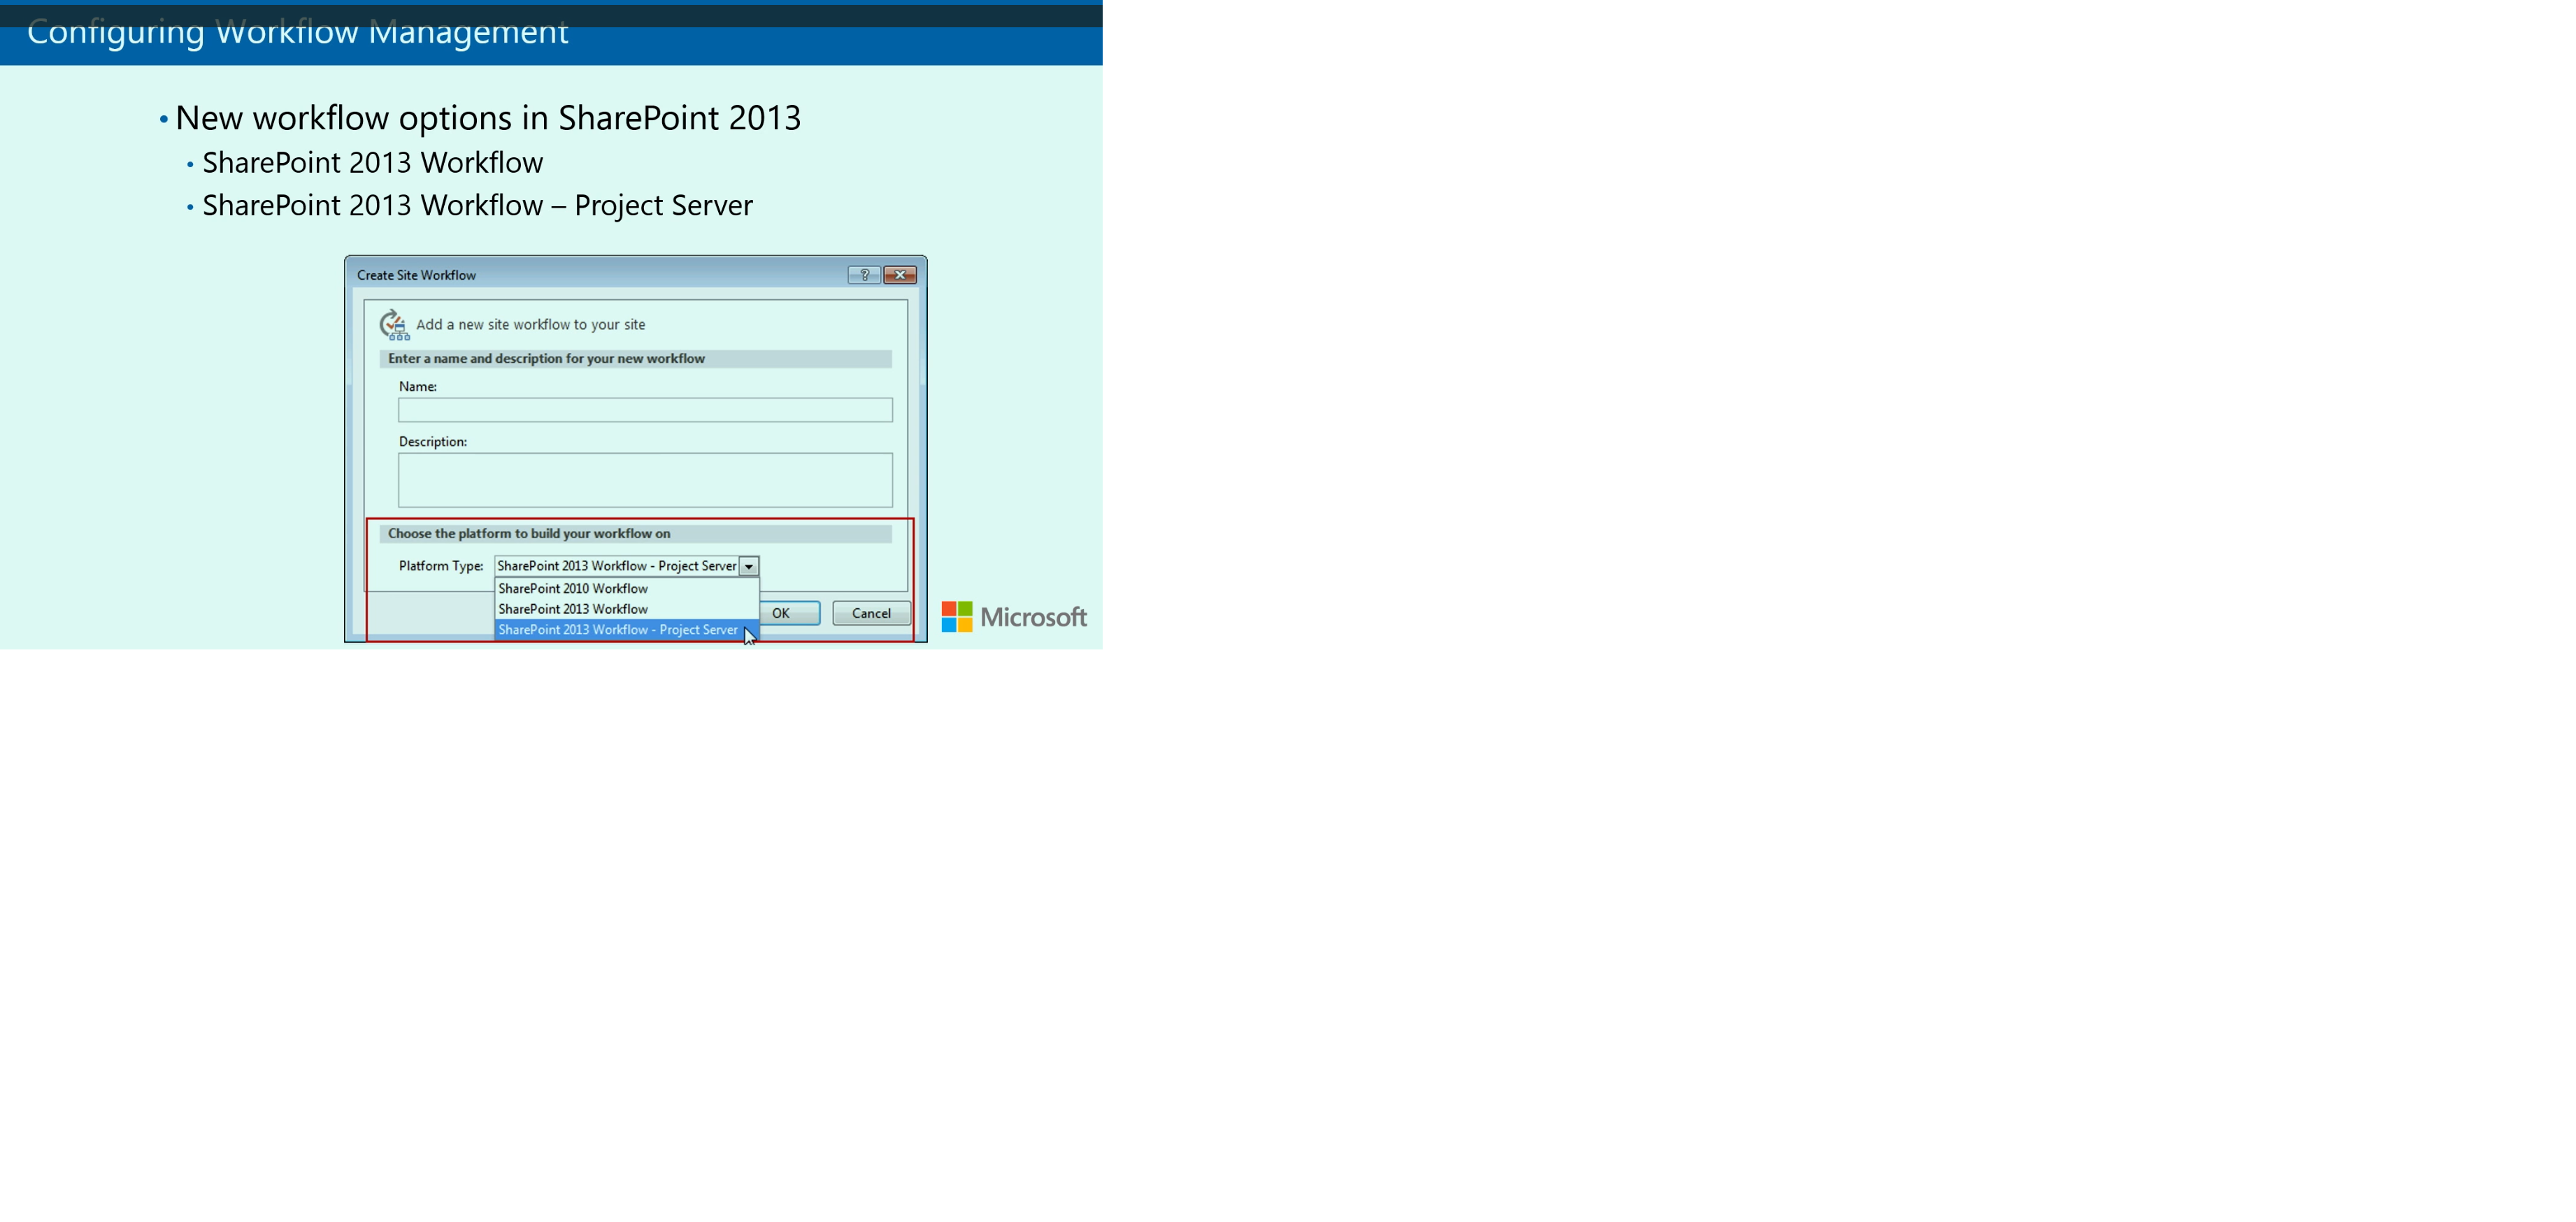 Configuring Workflow Management
• New workflow options in SharePoint 2013
• SharePoint 2013 Workflow
• SharePoint 2013 Workflow – Project Server
Create Site Workflow
?
Add a new site workflow to your site
Enter a name and description for your new workflow
Name:
Description:
Choose the platform to build your workflow on
Platform Type: SharePoint 2013 Workflow - Project Server
SharePoint 2010 Workflow
SharePoint 2013 Workflow
SharePoint 2013 Workflow - Project Server
OK Cancel
Microsoft